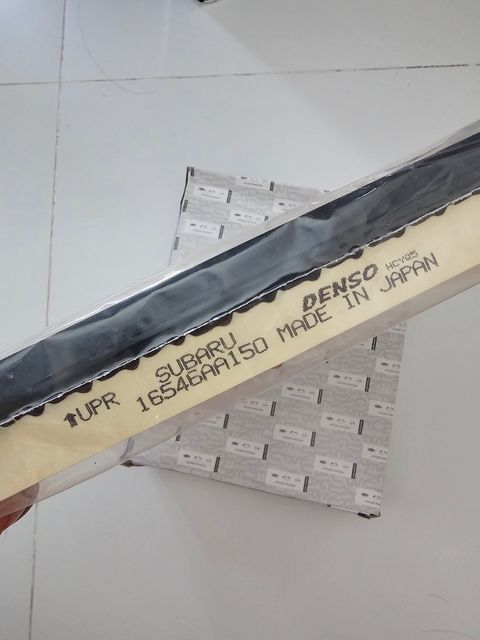 SUBARU DENSO HCY05
⬆UPR 16546AA150 MADE IN JAPAN